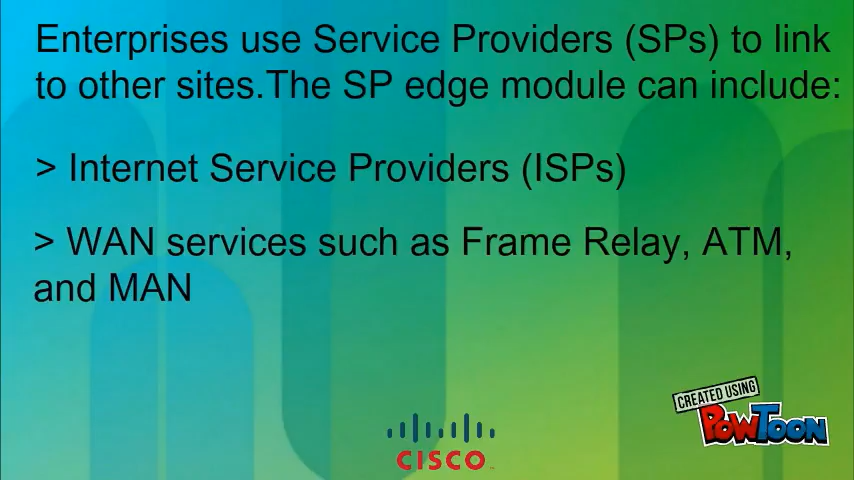 Enterprises use Service Providers (SPs) to link
to other sites.The SP edge module can include:
> Internet Service Providers (ISPs)
> WAN services such as Frame Relay, ATM,
and MAN
CREATED USING
POWTOON
CISCO